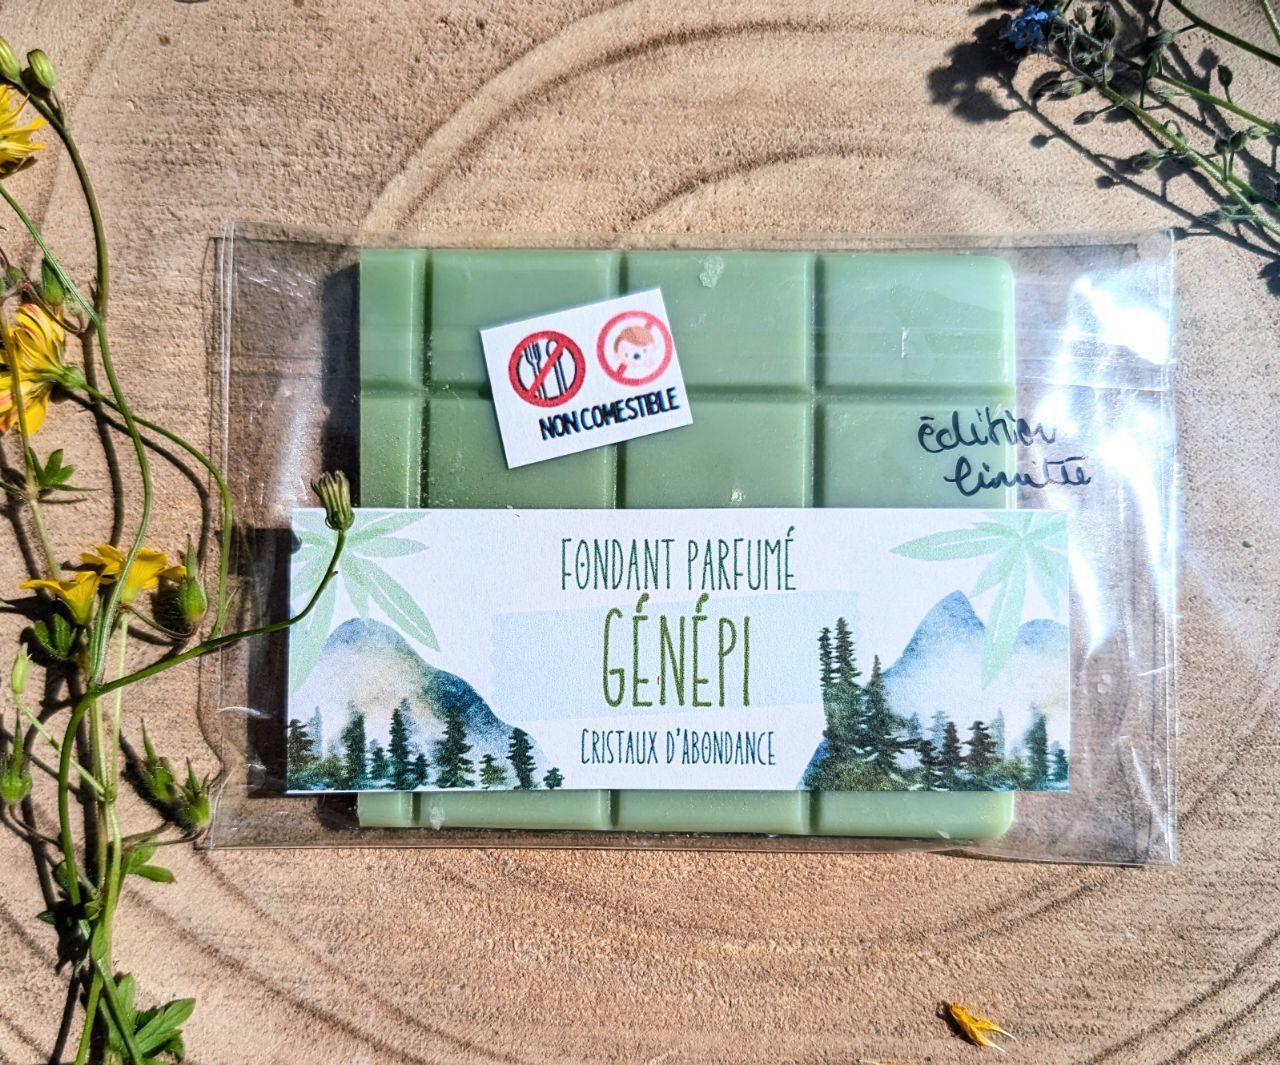 NON COMESTIBLE
édition
limitée
FONDANT PARFUMÉ
GÉNÉPI
CRISTAUX D'ABONDANCE